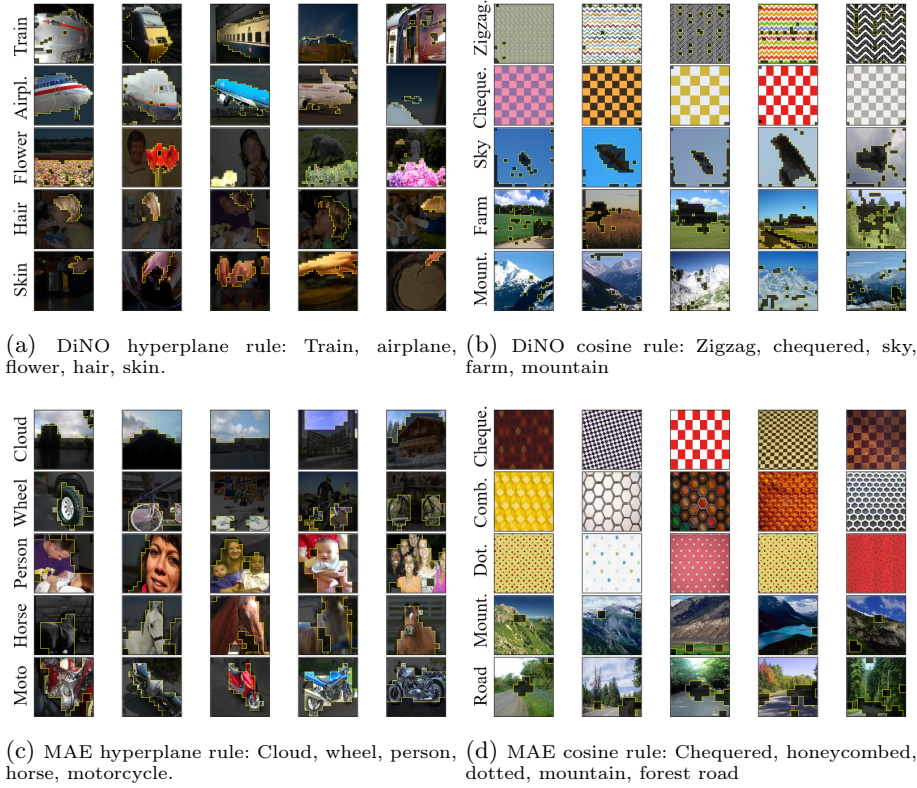 Train
Airpl.
Flower
Hair
Skin
(a) DiNO hyperplane rule: Train, airplane,
flower, hair, skin.
Zigzag.
Cheque.
Sky
Farm
Mount.
(b) DiNO cosine rule: Zigzag, chequered, sky,
farm, mountain
Cloud
Wheel
Person
Horse
Moto
(c) MAE hyperplane rule: Cloud, wheel, person,
horse, motorcycle.
Cheque.
Comb.
Dot.
Mount.
Road
(d) MAE cosine rule: Chequered, honeycombed,
dotted, mountain, forest road